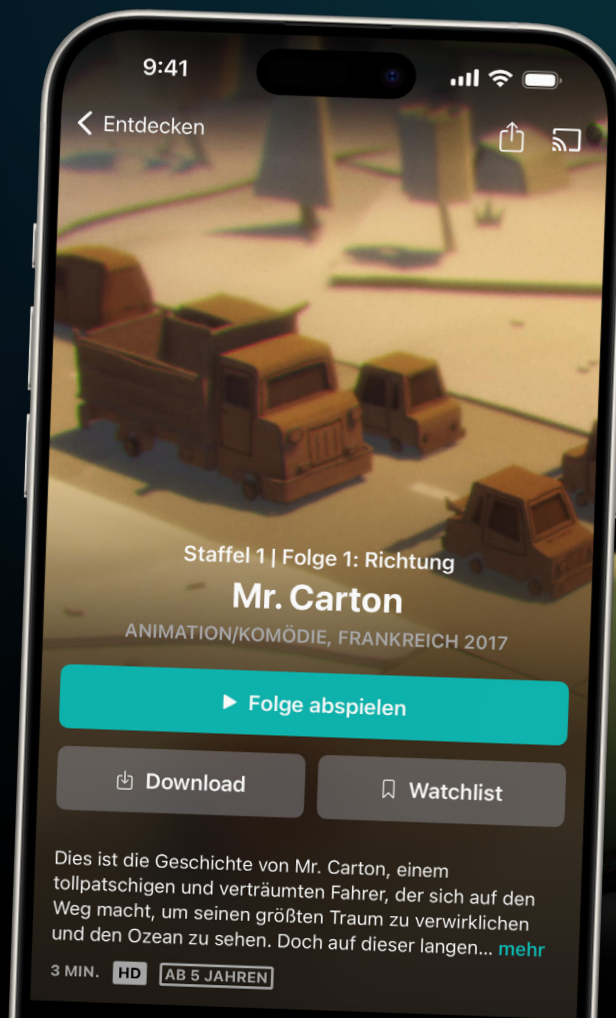 9:41
Entdecken
Staffel 1 | Folge 1: Richtung
Mr. Carton
ANIMATION/KOMÖDIE, FRANKREICH 2017
Folge abspielen
Download
Watchlist
Dies ist die Geschichte von Mr. Carton, einem
tollpatschigen und verträumten Fahrer, der sich auf den
Weg macht, um seinen größten Traum zu verwirklichen
und den Ozean zu sehen. Doch auf dieser langen... mehr
3 MIN. HD AB 5 JAHREN